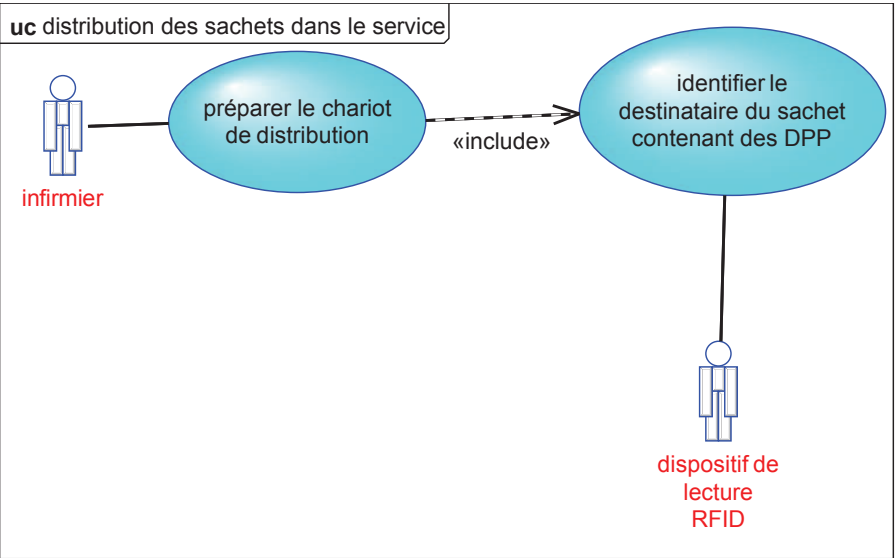 uc distribution des sachets dans le service
préparer le chariot
de distribution
«include»
identifier le
destinataire du sachet
contenant des DPP
infirmier
dispositif de
lecture
RFID